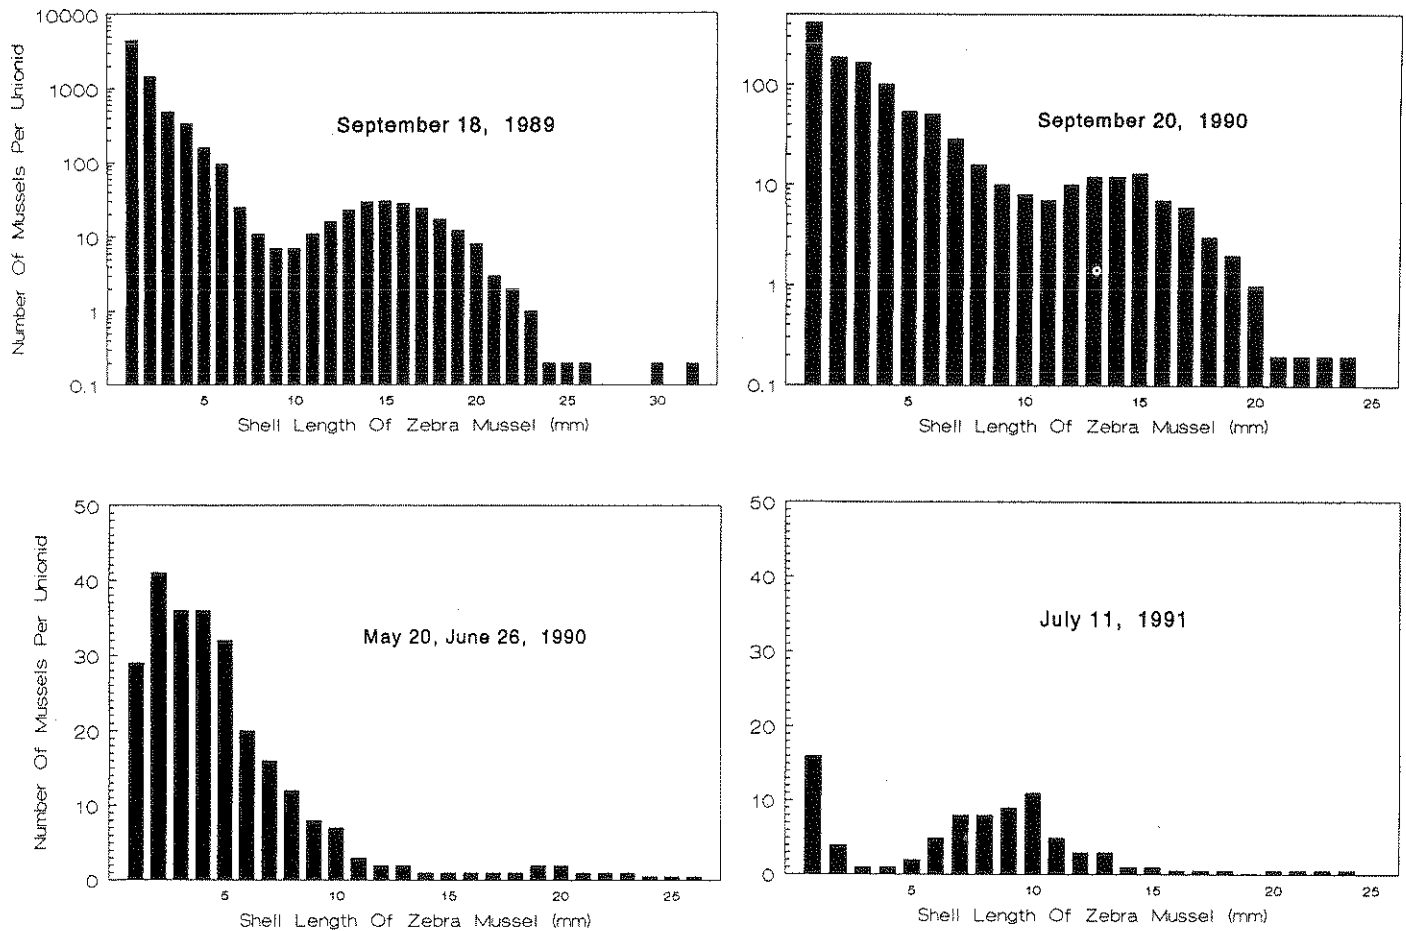 10000
1000
100
10
1
0.1
Number Of Mussels Per Unionid
September 18, 1989
5 10 15 20 25 30
Shell Length Of Zebra Mussel (mm)
100
10
1
0.1
September 20, 1990
5 10 15 20 25
Shell Length Of Zebra Mussel (mm)
50
40
30
20
10
0
Number Of Mussels Per Unionid
May 20, June 26, 1990
5 10 15 20 25
Shell Length Of Zebra Mussel (mm)
50
40
30
20
10
0
July 11, 1991
5 10 15 20 25
Shell Length Of Zebra Mussel (mm)